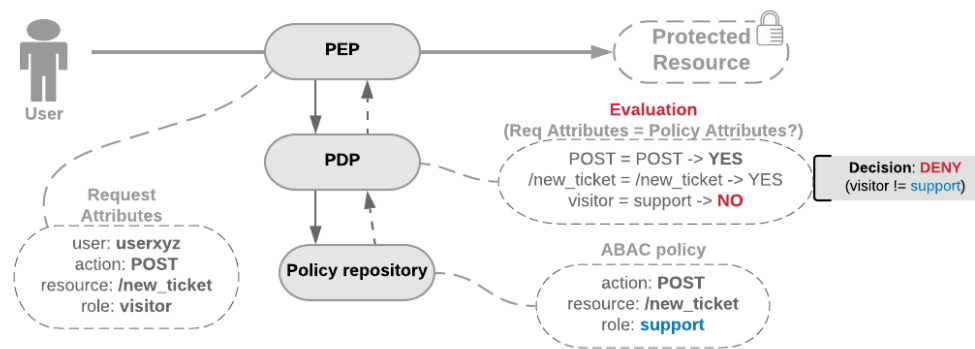 PEP
Protected
Resource
User
Evaluation
(Req Attributes = Policy Attributes?)
PDP
POST = POST -> YES
/new_ticket = /new_ticket -> YES
visitor = support -> NO
Decision: DENY
(visitor != support)
Request
Attributes
user: userxyz
action: POST
resource: /new_ticket
role: visitor
Policy repository
ABAC policy
action: POST
resource: /new_ticket
role: support